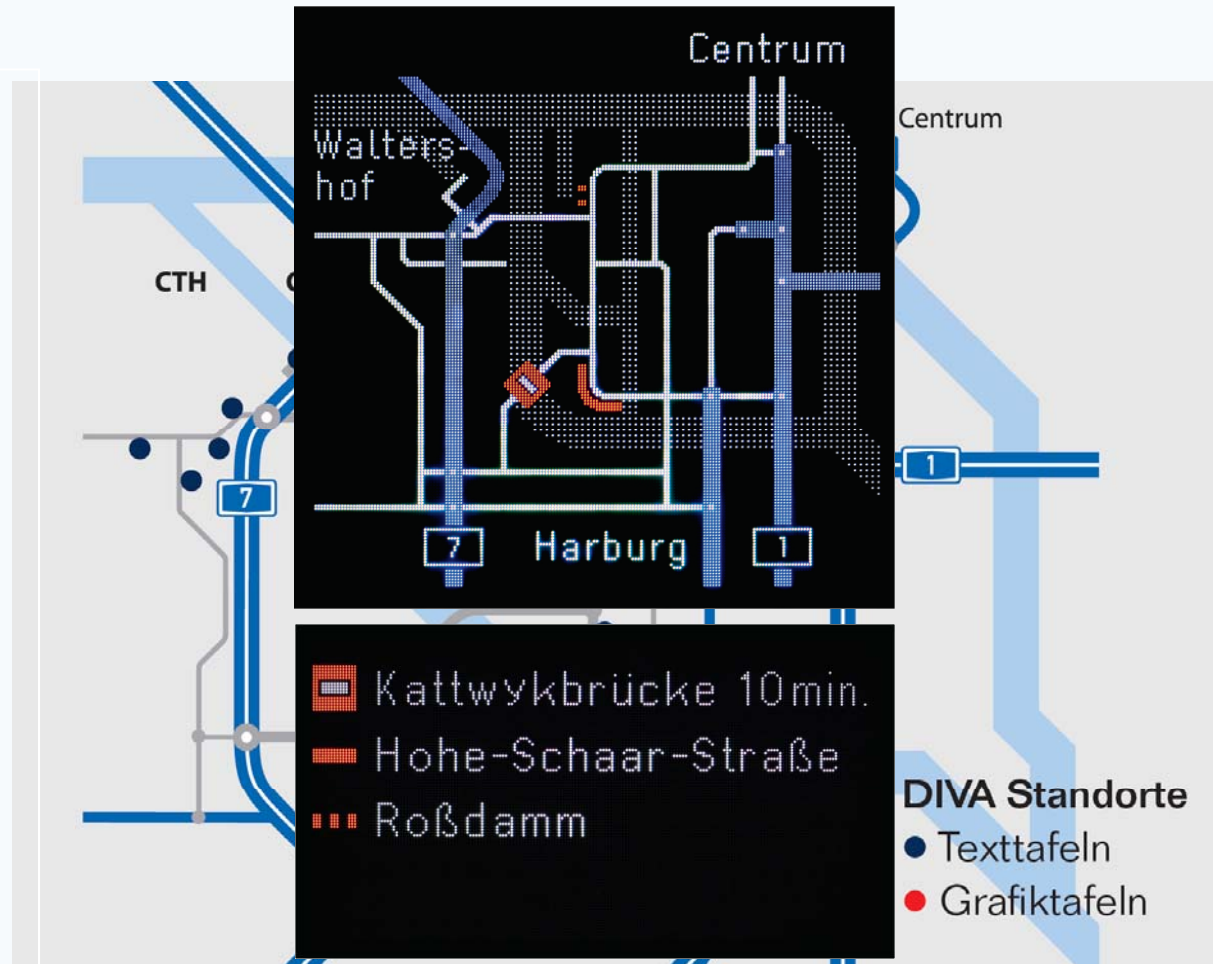 Centrum
Walters-
hof
7
Harburg
1
Kattwykbrücke 10min.
Hohe-Schaar-Straße
Roßdamm
Centrum
CTH
7
1
DIVA Standorte
Texttafeln
Grafiktafeln